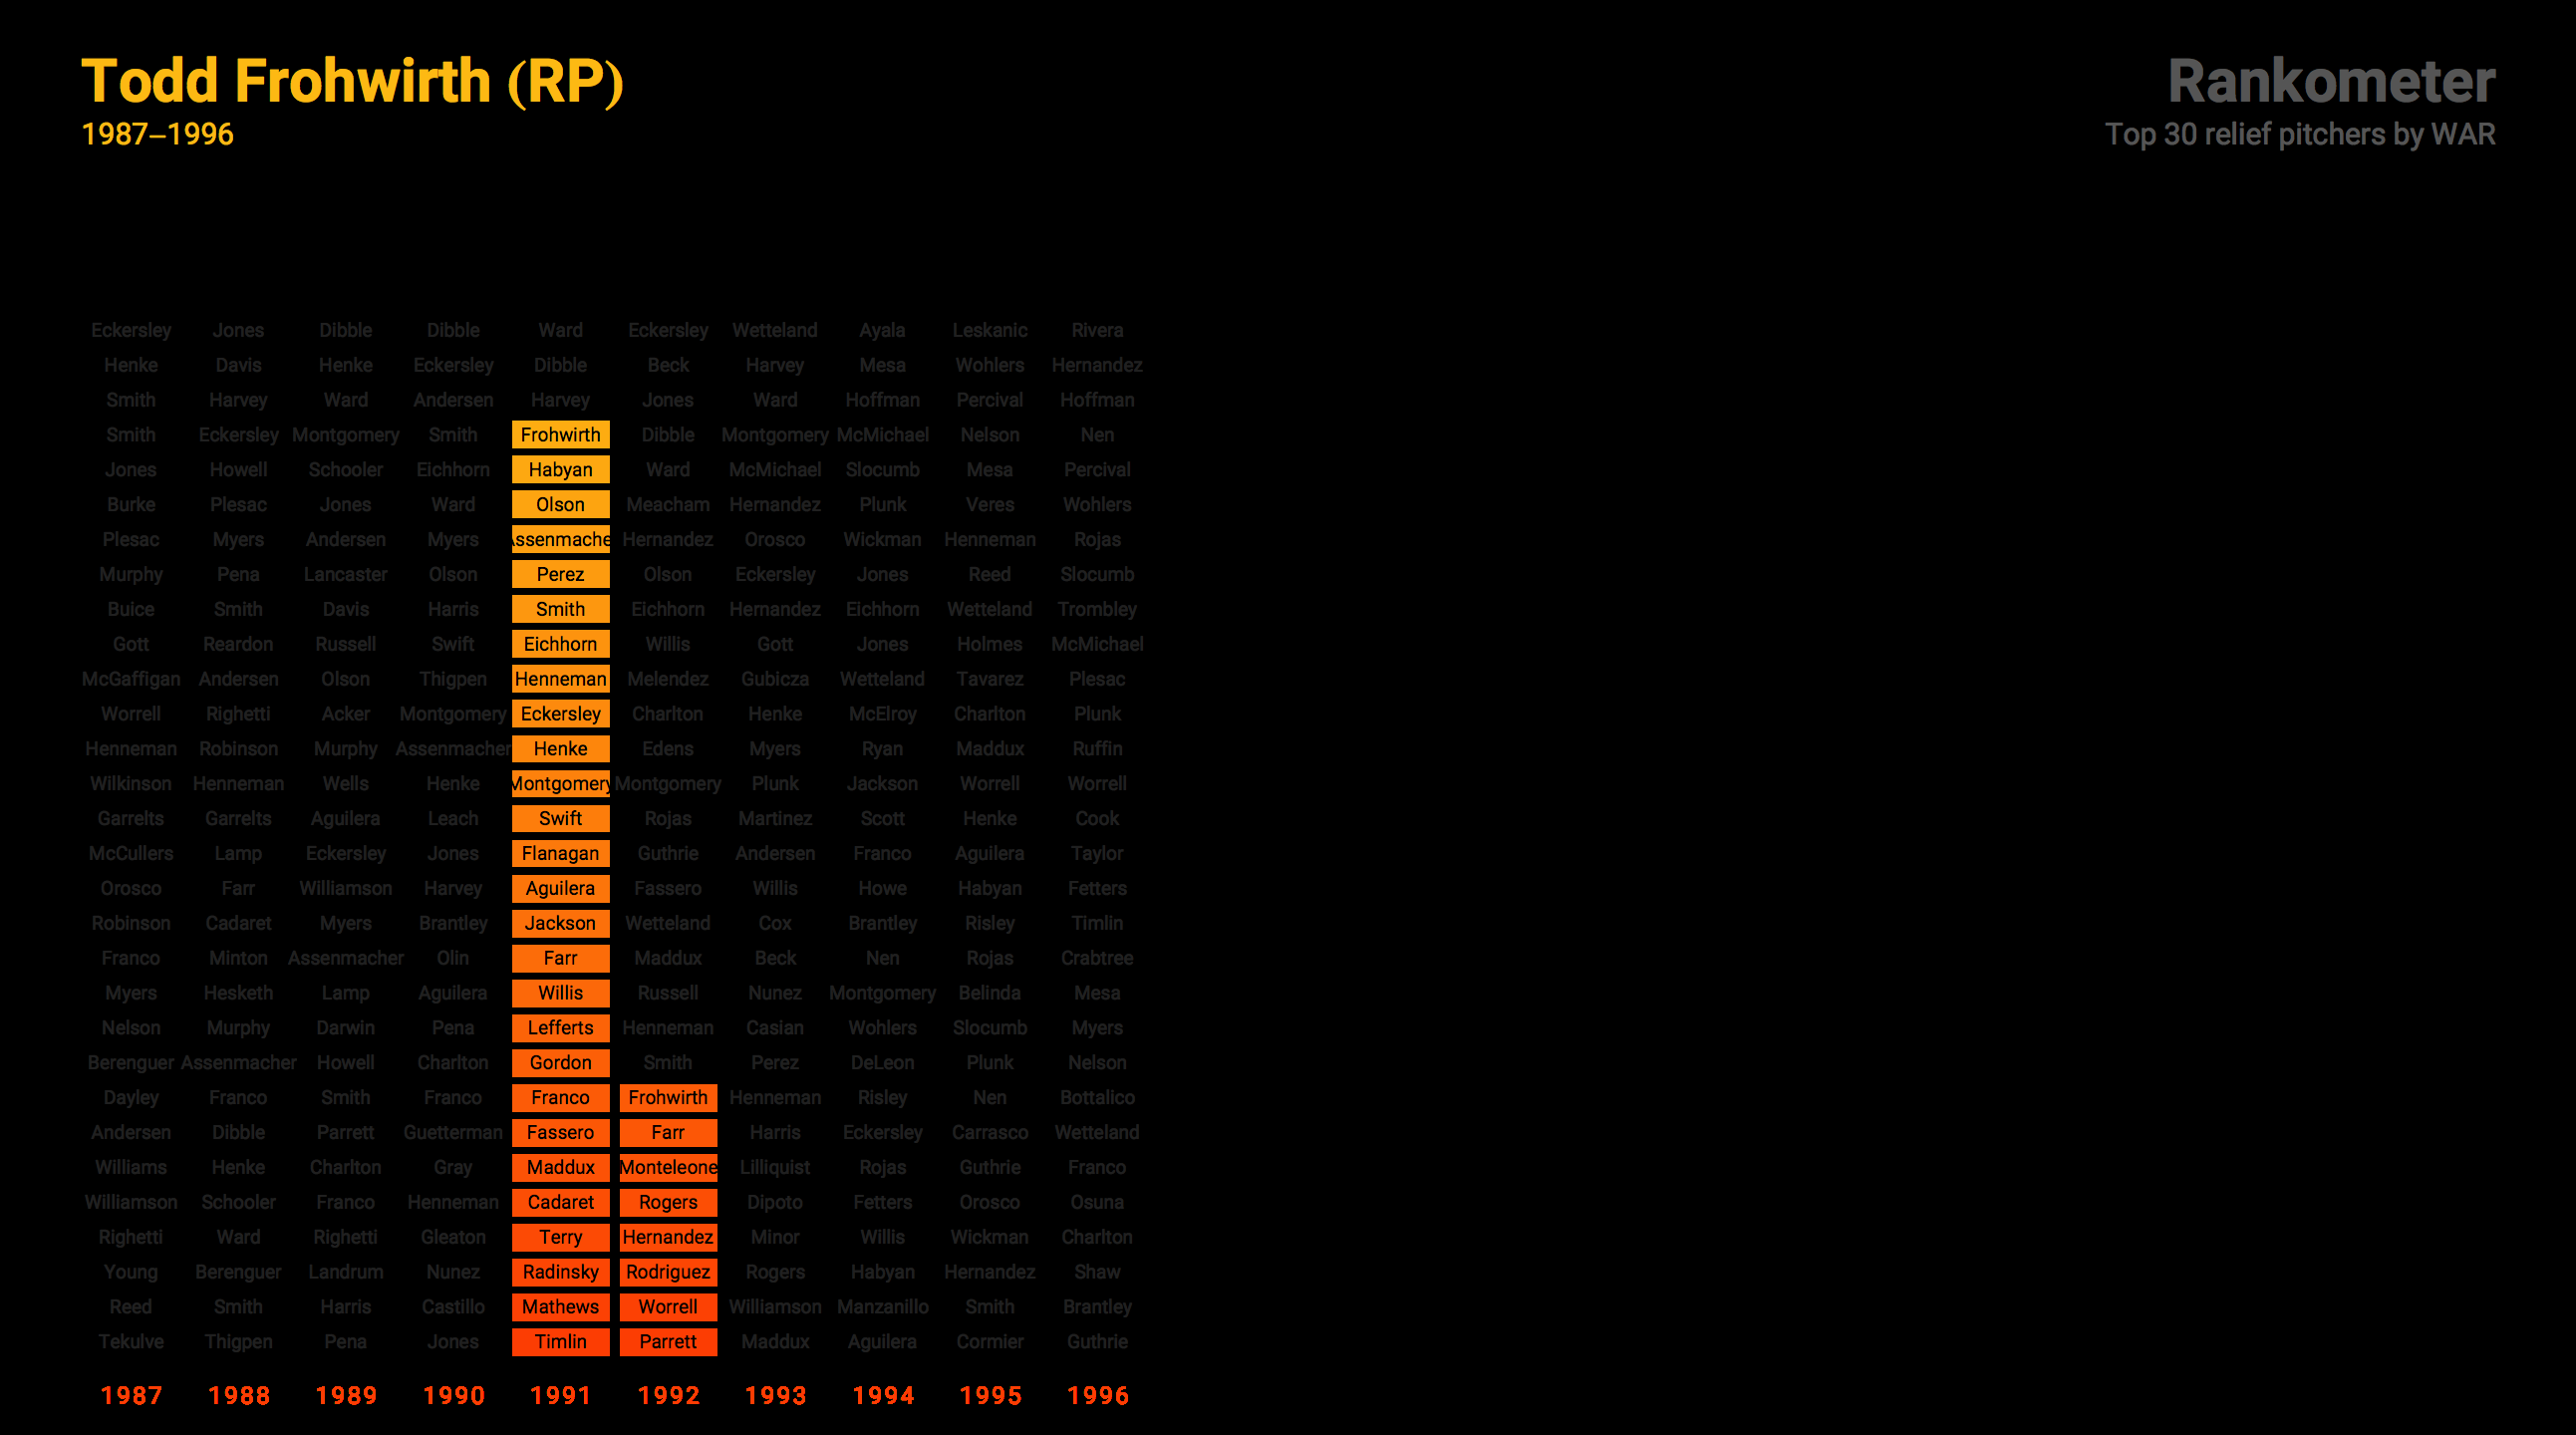 Todd Frohwirth (RP)
1987–1996
Rankometer
Top 30 relief pitchers by WAR
Eckersley Jones Dibble Dibble Ward Eckersley Wetteland Ayala Leskanic Rivera
Henke Davis Henke Eckersley Dibble Beck Harvey Mesa Wohlers Hernandez
Smith Harvey Ward Andersen Harvey Jones Ward Hoffman Percival Hoffman
Smith Eckersley Montgomery Smith Frohwirth Dibble Montgomery McMichael Nelson Nen
Jones Howell Schooler Eichhorn Habyan Ward McMichael Slocumb Mesa Percival
Burke Plesac Jones Ward Olson Meacham Hernandez Plunk Veres Wohlers
Plesac Myers Andersen Myers Assenmache Hernandez Orosco Wickman Henneman Rojas
Murphy Pena Lancaster Olson Perez Olson Eckersley Jones Reed Slocumb
Buice Smith Davis Harris Smith Eichhorn Hernandez Eichhorn Wetteland Trombley
Gott Reardon Russell Swift Eichhorn Willis Gott Jones Holmes McMichael
McGaffigan Andersen Olson Thigpen Henneman Melendez Gubicza Wetteland Tavarez Plesac
Worrell Righetti Acker Montgomery Eckersley Charlton Henke McElroy Charlton Plunk
Henneman Robinson Murphy Assenmacher Henke Edens Myers Ryan Maddux Ruffin
Wilkinson Henneman Wells Henke Montgomery Montgomery Plunk Jackson Worrell Worrell
Garrelts Garrelts Aguilera Leach Swift Rojas Martinez Scott Henke Cook
McCullers Lamp Eckersley Jones Flanagan Guthrie Andersen Franco Aguilera Taylor
Orosco Farr Williamson Harvey Aguilera Fassero Willis Howe Habyan Fetters
Robinson Cadaret Myers Brantley Jackson Wetteland Cox Brantley Risley Timlin
Franco Minton Assenmacher Olin Farr Maddux Beck Nen Rojas Crabtree
Myers Hesketh Lamp Aguilera Willis Russell Nunez Montgomery Belinda Mesa
Nelson Murphy Darwin Pena Lefferts Henneman Casian Wohlers Slocumb Myers
Berenguer Assenmacher Howell Charlton Gordon Smith Perez DeLeon Plunk Nelson
Dayley Franco Smith Franco Franco Frohwirth Henneman Risley Nen Bottalico
Andersen Dibble Parrett Guetterman Fassero Farr Harris Eckersley Carrasco Wetteland
Williams Henke Charlton Gray Maddux Monteleone Lilliquist Rojas Guthrie Franco
Williamson Schooler Franco Henneman Cadaret Rogers Dipoto Fetters Orosco Osuna
Righetti Ward Righetti Gleaton Terry Hernandez Minor Willis Wickman Charlton
Young Berenguer Landrum Nunez Radinsky Rodriguez Rogers Habyan Hernandez Shaw
Reed Smith Harris Castillo Mathews Worrell Williamson Manzanillo Smith Brantley
Tekulve Thigpen Pena Jones Timlin Parrett Maddux Aguilera Cormier Guthrie
1987 1988 1989 1990 1991 1992 1993 1994 1995 1996